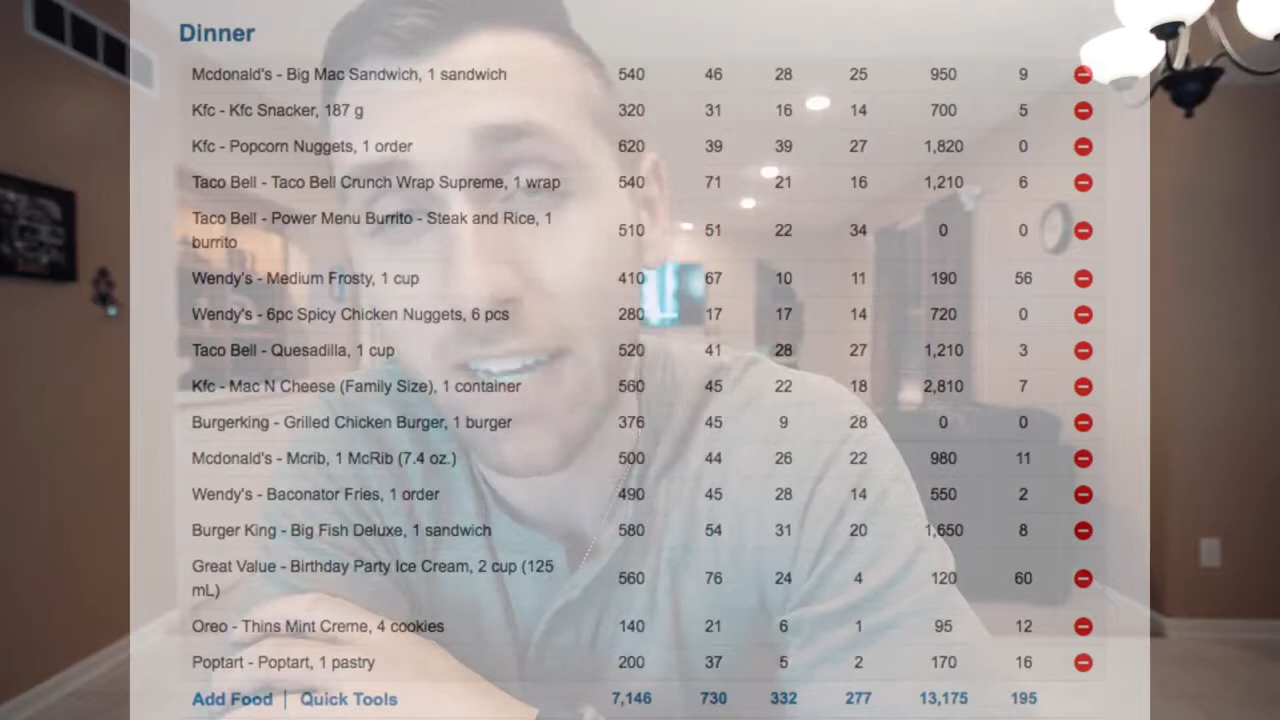 Dinner
Mcdonald's - Big Mac Sandwich, 1 sandwich 540 46 28 25 950 9
Kfc - Kfc Snacker, 187 g 320 31 16 14 700 5
Kfc - Popcorn Nuggets, 1 order 620 39 39 27 1,820 0
Taco Bell - Taco Bell Crunch Wrap Supreme, 1 wrap 540 71 21 16 1,210 6
Taco Bell - Power Menu Burrito - Steak and Rice, 1
burrito 510 51 22 34 0 0
Wendy's - Medium Frosty, 1 cup 410 67 10 11 190 56
Wendy's - 6pc Spicy Chicken Nuggets, 6 pcs 280 17 17 14 720 0
Taco Bell - Quesadilla, 1 cup 520 41 28 27 1,210 3
Kfc - Mac N Cheese (Family Size), 1 container 560 45 22 18 2,810 7
Burgerking - Grilled Chicken Burger, 1 burger 376 45 9 28 0 0
Mcdonald's - Mcrib, 1 McRib (7.4 oz.) 500 44 26 22 980 11
Wendy's - Baconator Fries, 1 order 490 45 28 14 550 2
Burger King - Big Fish Deluxe, 1 sandwich 580 54 31 20 1,650 8
Great Value - Birthday Party Ice Cream, 2 cup (125
mL) 560 76 24 4 120 60
Oreo - Thins Mint Creme, 4 cookies 140 21 6 1 95 12
Poptart - Poptart, 1 pastry 200 37 5 2 170 16
Add Food | Quick Tools 7,146 730 332 277 13,175 195